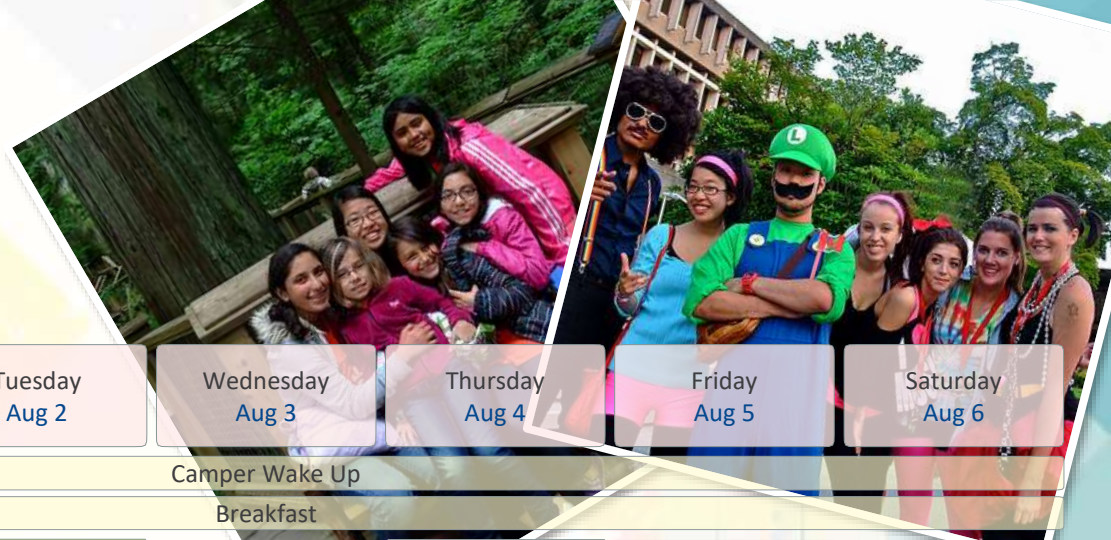 L
Tuesday
Aug 2
Wednesday
Aug 3
Thursday
Aug 4
Friday
Aug 5
Saturday
Aug 6
Camper Wake Up
Breakfast